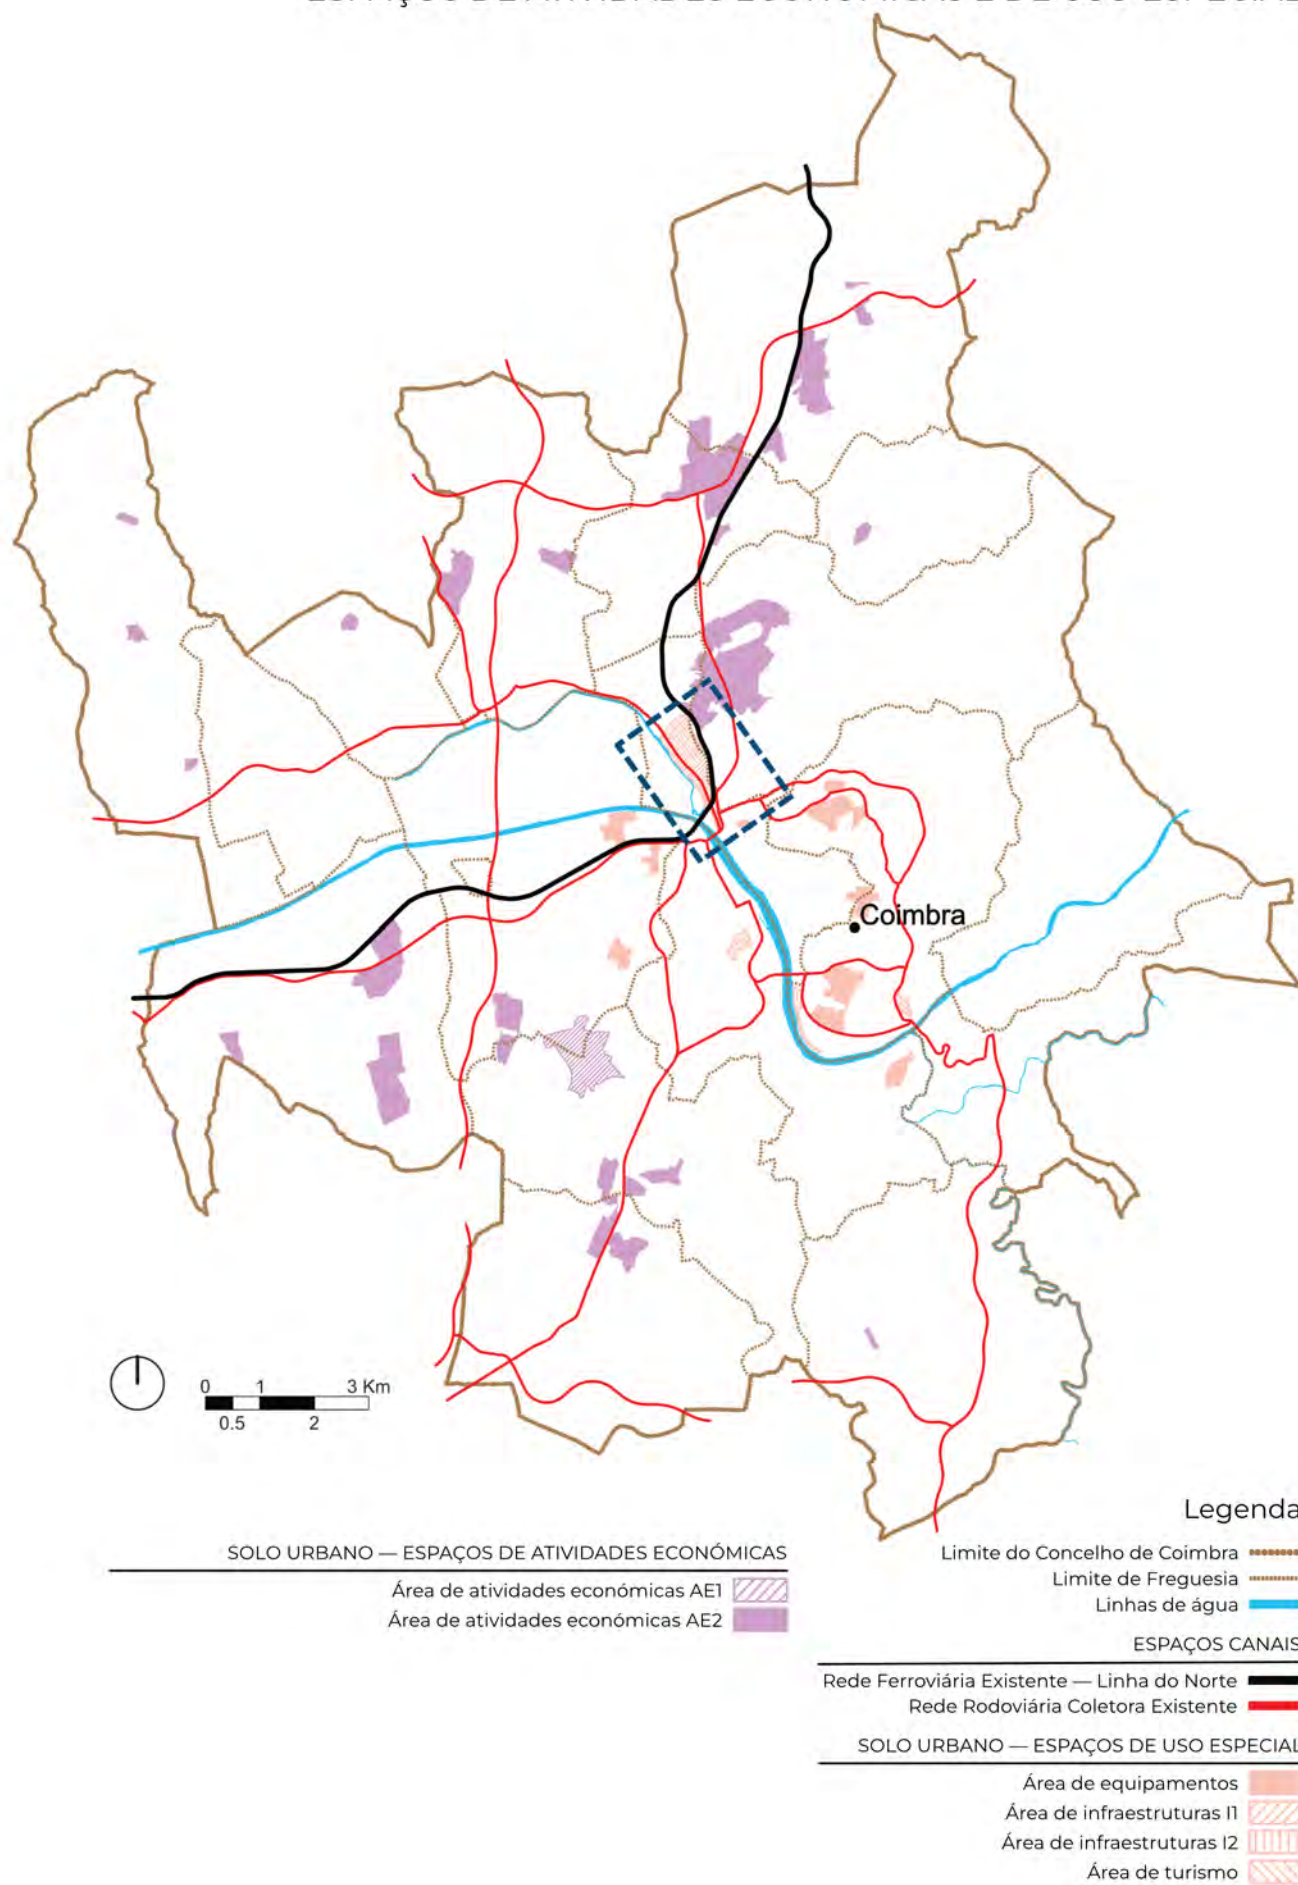 Coimbra
0 1 3 Km
0.5 2
Legenda
SOLO URBANO — ESPAÇOS DE ATIVIDADES ECONÓMICAS
Área de atividades económicas AE1
Área de atividades económicas AE2
Limite do Concelho de Coimbra
Limite de Freguesia
Linhas de água
ESPAÇOS CANAIS
Rede Ferroviária Existente — Linha do Norte
Rede Rodoviária Coletora Existente
SOLO URBANO — ESPAÇOS DE USO ESPECIAL
Área de equipamentos
Área de infraestruturas I1
Área de infraestruturas I2
Área de turismo